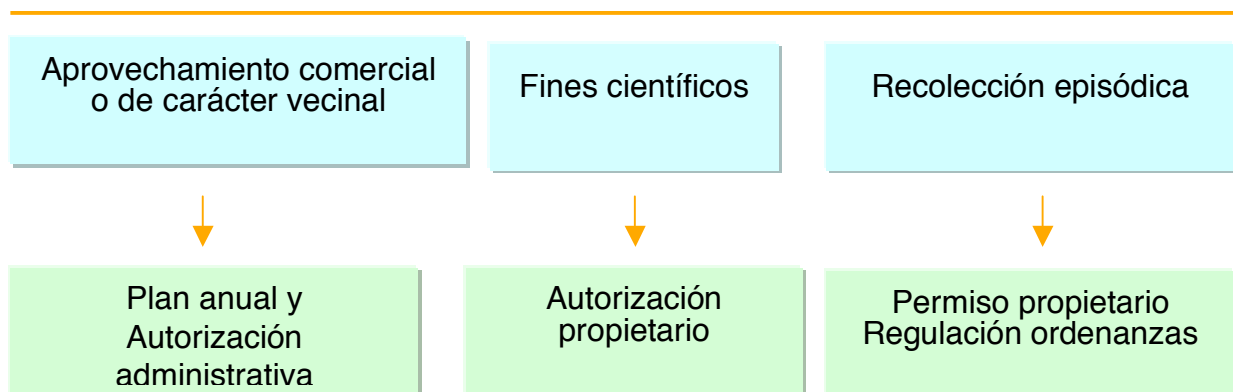 Aprovechamiento comercial
o de carácter vecinal
Fines científicos
Recolección episódica
Plan anual y
Autorización
administrativa
Autorización
propietario
Permiso propietario
Regulación ordenanzas